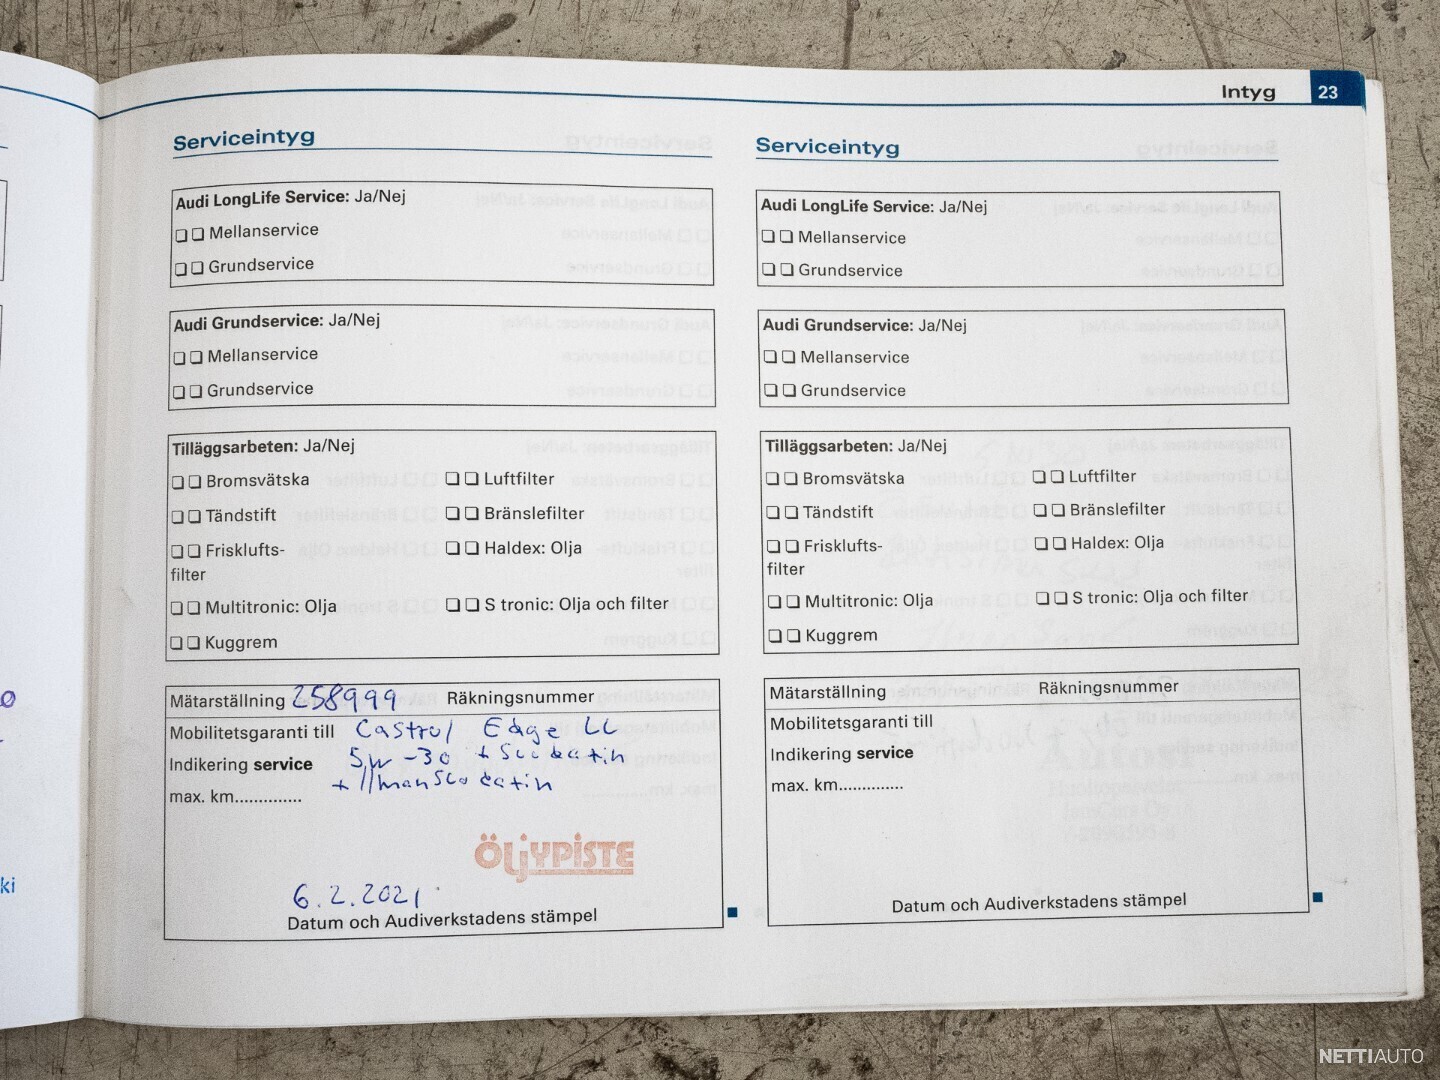 Intyg 23
Serviceintyg
Audi LongLife Service: Ja/Nej
Mellanservice
Grundservice
Audi Grundservice: Ja/Nej
Mellanservice
Grundservice
Tilläggsarbeten: Ja/Nej
Bromsvätska Luftfilter
Tändstift Bränslefilter
Friskklufts- Haldex: Olja
filter
Multitronic: Olja S tronic: Olja och filter
Kuggrem
Mätarställning 258999 Räkningsnummer
Mobilitetsgaranti till Castrol Edge LL
Indikering service 5w-30 + Suodatin
+ Ilmansuodatin
max. km..............
ÖLJYPISTE
6.2.2021
Datum och Audiverkstadens stämpel
Serviceintyg
Audi LongLife Service: Ja/Nej
Mellanservice
Grundservice
Audi Grundservice: Ja/Nej
Mellanservice
Grundservice
Tilläggsarbeten: Ja/Nej
Bromsvätska Luftfilter
Tändstift Bränslefilter
Friskklufts- Haldex: Olja
filter
Multitronic: Olja S tronic: Olja och filter
Kuggrem
Mätarställning Räkningsnummer
Mobilitetsgaranti till
Indikering service
max. km..............
Datum och Audiverkstadens stämpel
ki
NETTIAUTO